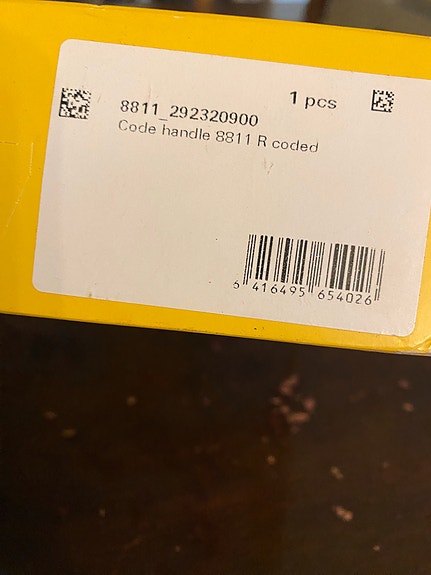 1 pcs
8811_292320900
Code handle 8811 R coded
6 416495 654026